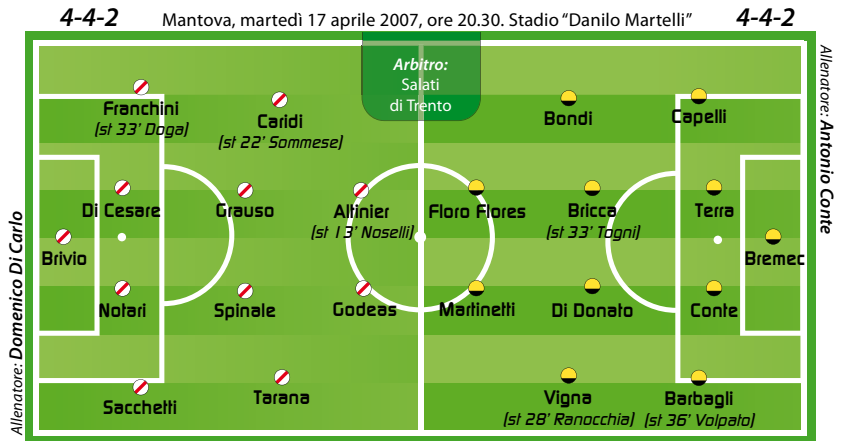 4-4-2 Mantova, martedì 17 aprile 2007, ore 20.30. Stadio “Danilo Martelli” 4-4-2
Arbitro:
Salati
di Trento
Allenatore: Domenico Di Carlo
Allenatore: Antonio Conte
Franchini
(st 33' Doga)
Caridi
(st 22' Sommese)
Bondi
Capelli
Di Cesare
Grauso
Altinier
(st 13' Noselli)
Floro Flores
Bricca
(st 33' Togni)
Terra
Brivio
Bremec
Notari
Spinale
Godeas
Martinetti
Di Donato
Conte
Sacchetti
Tarana
Vigna
(st 28' Ranocchia)
Barbagli
(st 36' Volpato)